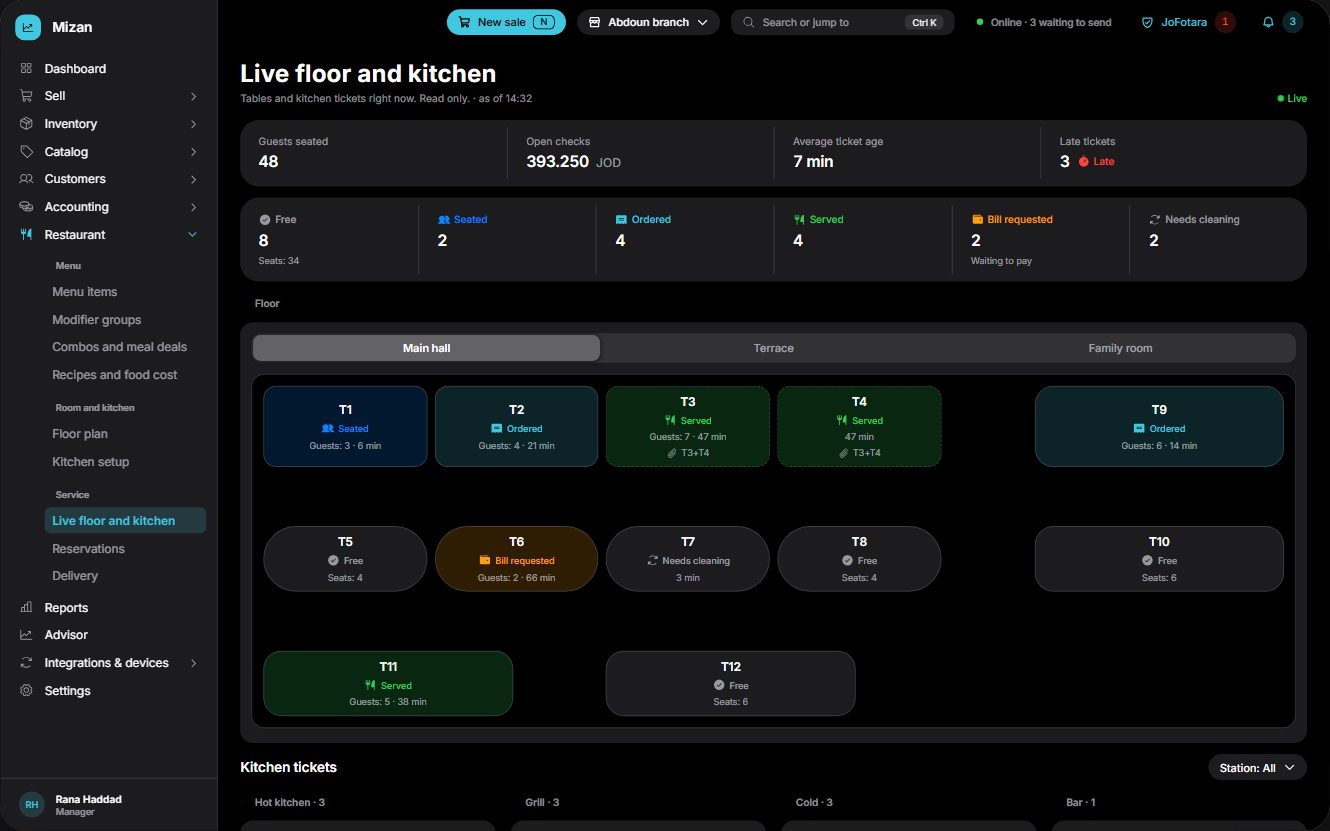 Mizan
New sale N
Abdoun branch
Search or jump to Ctrl K
Online · 3 waiting to send
JoFotara 1
3
Dashboard
Sell
Inventory
Catalog
Customers
Accounting
Restaurant
Menu
Menu items
Modifier groups
Combos and meal deals
Recipes and food cost
Room and kitchen
Floor plan
Kitchen setup
Service
Live floor and kitchen
Reservations
Delivery
Reports
Advisor
Integrations & devices
Settings
RH
Rana Haddad
Manager
Live floor and kitchen
Tables and kitchen tickets right now. Read only. · as of 14:32
Live
Guests seated
48
Open checks
393.250 JOD
Average ticket age
7 min
Late tickets
3 Late
Free
8
Seats: 34
Seated
2
Ordered
4
Served
4
Bill requested
2
Waiting to pay
Needs cleaning
2
Floor
Main hall
Terrace
Family room
T1
Seated
Guests: 3 · 6 min
T2
Ordered
Guests: 4 · 21 min
T3
Served
Guests: 7 · 47 min
T3+T4
T4
Served
47 min
T3+T4
T9
Ordered
Guests: 6 · 14 min
T5
Free
Seats: 4
T6
Bill requested
Guests: 2 · 66 min
T7
Needs cleaning
3 min
T8
Free
Seats: 4
T10
Free
Seats: 6
T11
Served
Guests: 5 · 38 min
T12
Free
Seats: 6
Kitchen tickets
Station: All
Hot kitchen · 3
Grill · 3
Cold · 3
Bar · 1